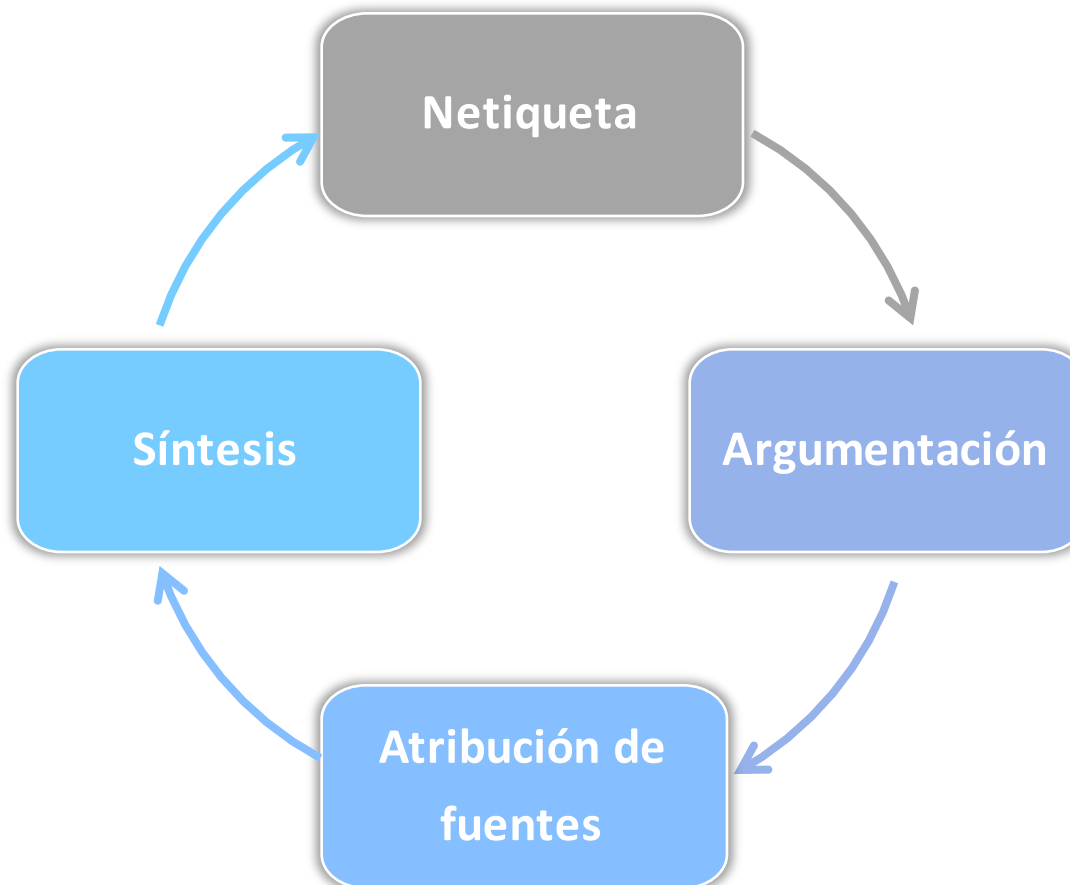 Netiqueta
Síntesis
Argumentación
Atribución de
fuentes